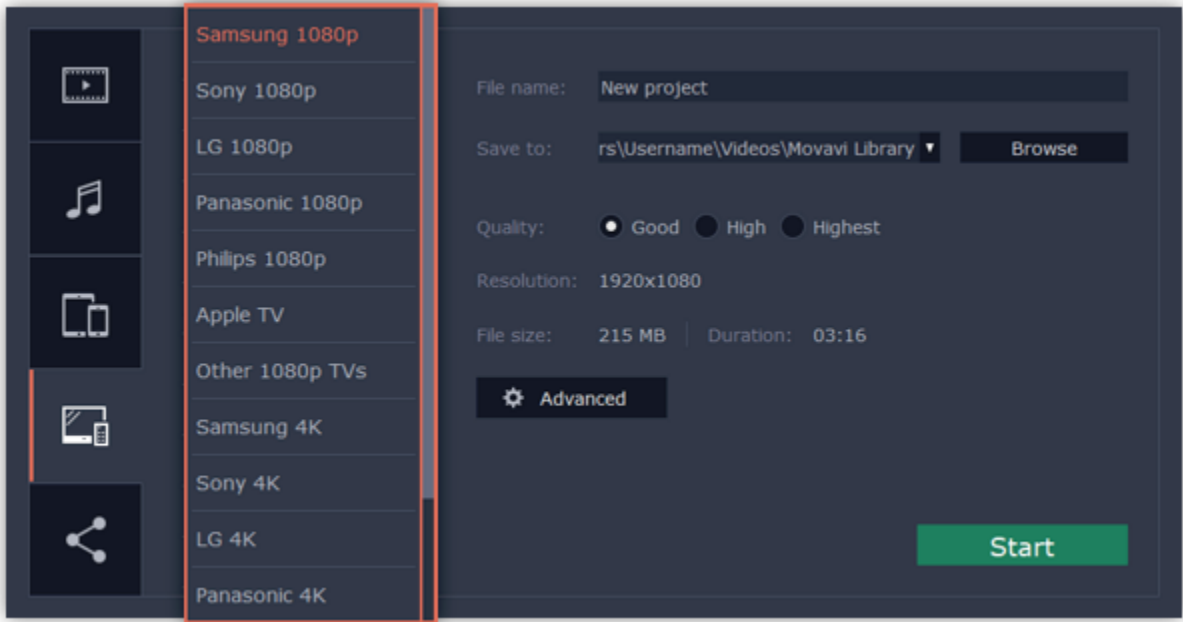 Samsung 1080p
Sony 1080p
LG 1080p
Panasonic 1080p
Philips 1080p
Apple TV
Other 1080p TVs
Samsung 4K
Sony 4K
LG 4K
Panasonic 4K
File name: New project
Save to: rs\Username\Videos\Movavi Library Browse
Quality: Good High Highest
Resolution: 1920x1080
File size: 215 MB Duration: 03:16
Advanced
Start